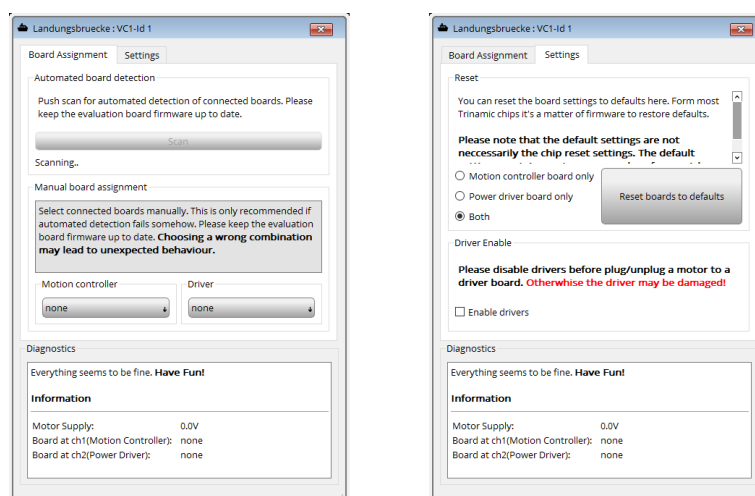 Landungsbruecke : VC1-Id 1
Board Assignment Settings
Automated board detection
Push scan for automated detection of connected boards. Please
keep the evaluation board firmware up to date.
Scan
Scanning..
Manual board assignment
Select connected boards manually. This is only recommended if
automated detection fails somehow. Please keep the evaluation
board firmware up to date. Choosing a wrong combination
may lead to unexpected behaviour.
Motion controller Driver
none none
Diagnostics
Everything seems to be fine. Have Fun!
Information
Motor Supply: 0.0V
Board at ch1(Motion Controller): none
Board at ch2(Power Driver): none
Landungsbruecke : VC1-Id 1
Board Assignment Settings
Reset
You can reset the board settings to defaults here. Form most
Trinamic chips it's a matter of firmware to restore defaults.
Please note that the default settings are not
neccessarily the chip reset settings. The default
Motion controller board only
Power driver board only
Both
Reset boards to defaults
Driver Enable
Please disable drivers before plug/unplug a motor to a
driver board. Otherwhise the driver may be damaged!
Enable drivers
Diagnostics
Everything seems to be fine. Have Fun!
Information
Motor Supply: 0.0V
Board at ch1(Motion Controller): none
Board at ch2(Power Driver): none